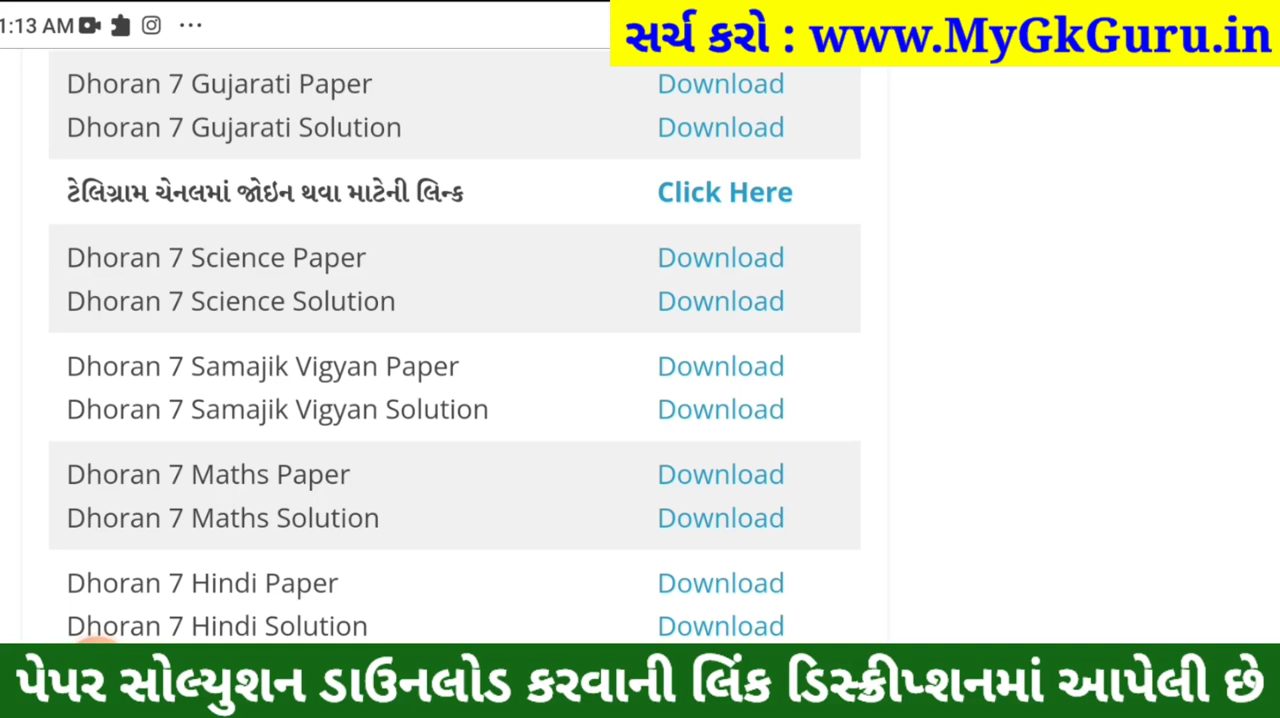 1:13 AM ...
સર્ચ કરો : www.MyGkGuru.in
Dhoran 7 Gujarati Paper Download
Dhoran 7 Gujarati Solution Download
ટેલિગ્રામ ચેનલમાં જોઇન થવા માટેની લિન્ક Click Here
Dhoran 7 Science Paper Download
Dhoran 7 Science Solution Download
Dhoran 7 Samajik Vigyan Paper Download
Dhoran 7 Samajik Vigyan Solution Download
Dhoran 7 Maths Paper Download
Dhoran 7 Maths Solution Download
Dhoran 7 Hindi Paper Download
Dhoran 7 Hindi Solution Download
પેપર સોલ્યુશન ડાઉનલોડ કરવાની લિંક ડિસ્ક્રીપ્શનમાં આપેલી છે